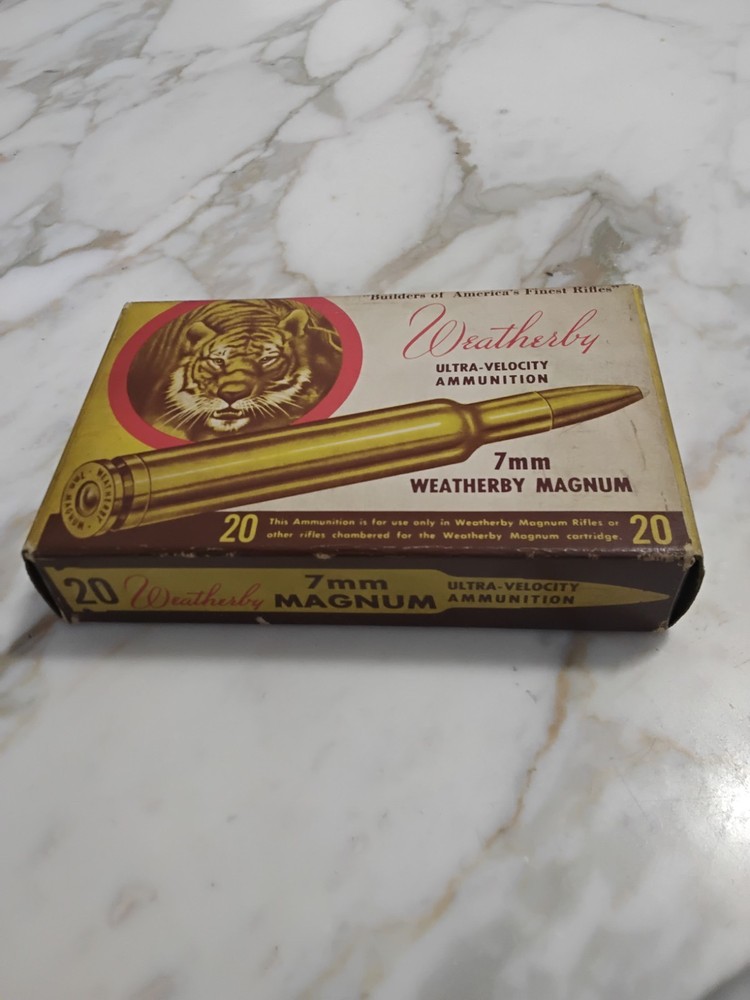 "Builders of America's Finest Rifles"
Weatherby
ULTRA-VELOCITY
AMMUNITION
7mm
WEATHERBY MAGNUM
WEATHERBY
20 This Ammunition is for use only in Weatherby Magnum Rifles or 20
other rifles chambered for the Weatherby Magnum cartridge.
20 Weatherby 7mm MAGNUM ULTRA-VELOCITY
AMMUNITION